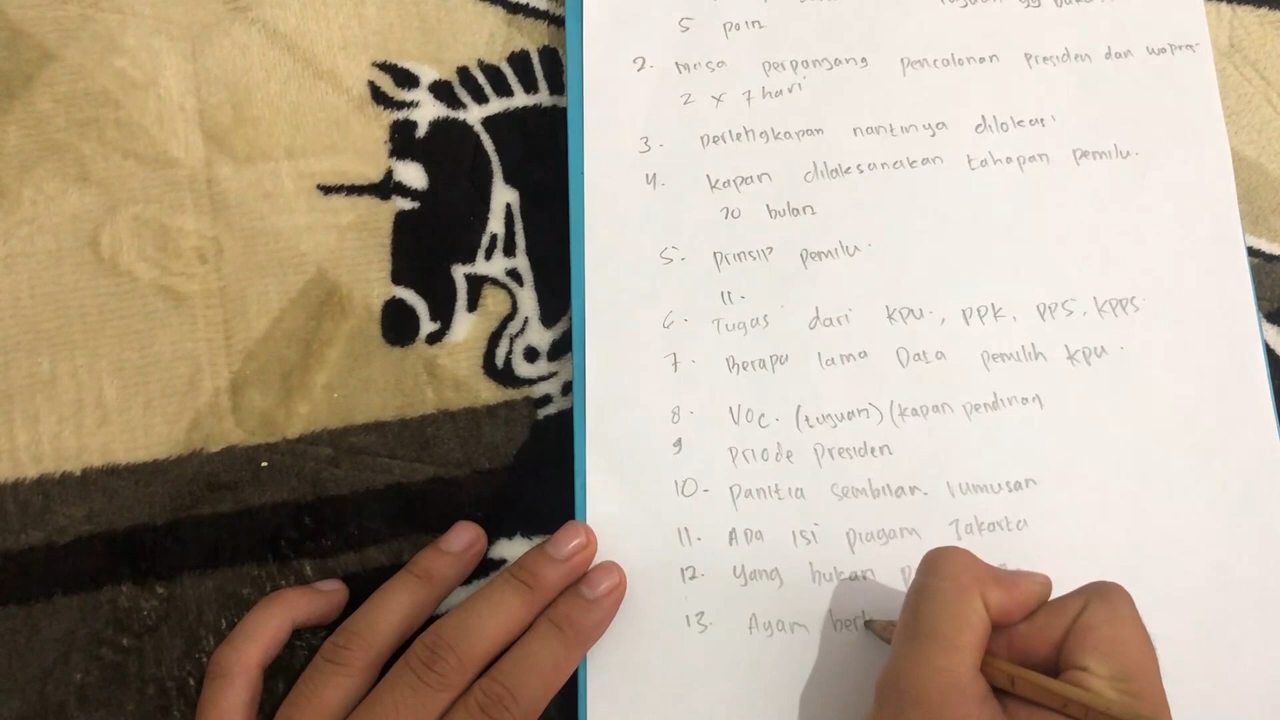 5 poin
2. masa perpanjang pencalonan presiden dan wapre-
2 x 7 hari
3. perlengkapan nantinya dilokasi
4. kapan dilaksanakan tahapan pemilu.
20 bulan
5. prinsip pemilu.
11.
6. Tugas dari KPU., PPK, PPS, KPPS
7. Berapa lama Data pemilih kpu.
8. VOC. (tujuan) (kapan pendirian
9 priode presiden
10- panitia sembilan. rumusan
11. Apa isi piagam Jakarta
12. yang bukan
13. Ayam ber